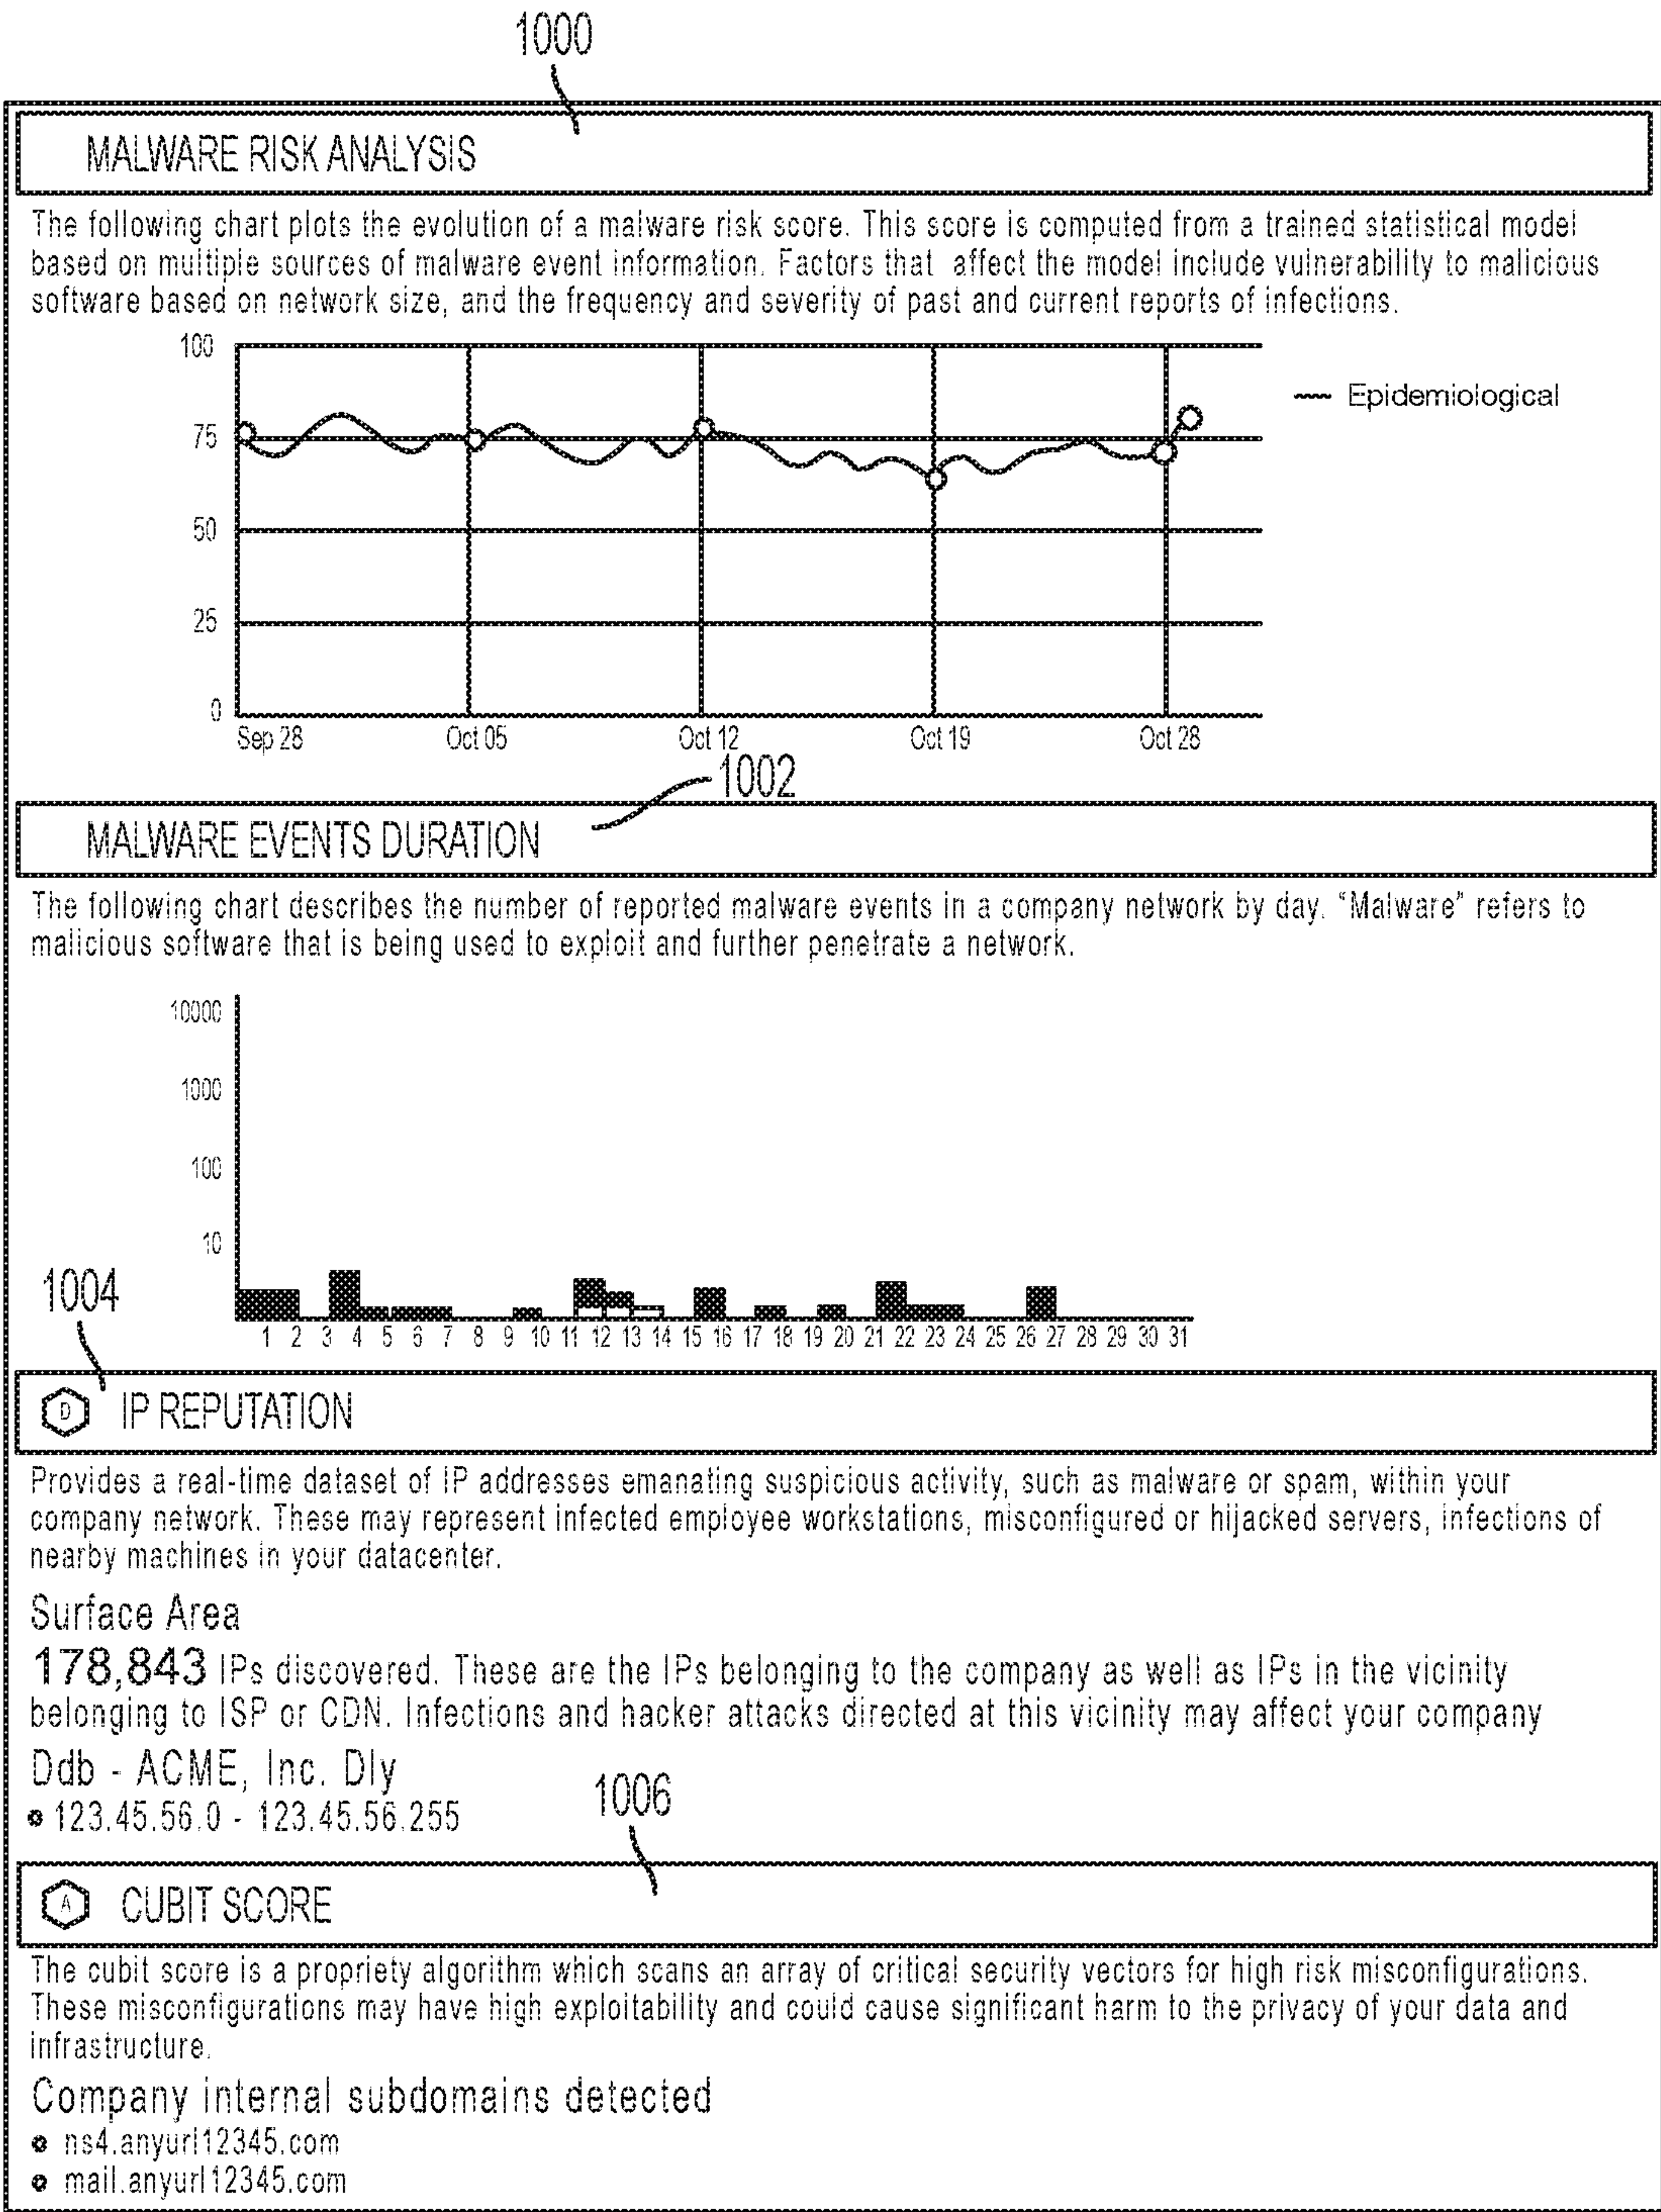 1000
MALWARE RISK ANALYSIS
The following chart plots the evolution of a malware risk score. This score is computed from a trained statistical model
based on multiple sources of malware event information. Factors that affect the model include vulnerability to malicious
software based on network size, and the frequency and severity of past and current reports of infections.
100
Epidemiological
75
50
25
0
Sep 28 Oct 05 Oct 12 Oct 19 Oct 28
1002
MALWARE EVENTS DURATION
The following chart describes the number of reported malware events in a company network by day. “Malware” refers to
malicious software that is being used to exploit and further penetrate a network.
10000
1000
100
10
1004
1 2 3 4 5 6 7 8 9 10 11 12 13 14 15 16 17 18 19 20 21 22 23 24 25 26 27 28 29 30 31
D IP REPUTATION
Provides a real-time dataset of IP addresses emanating suspicious activity, such as malware or spam, within your
company network. These may represent infected employee workstations, misconfigured or hijacked servers, infections of
nearby machines in your datacenter.
Surface Area
178,843 IPs discovered. These are the IPs belonging to the company as well as IPs in the vicinity
belonging to ISP or CDN. Infections and hacker attacks directed at this vicinity may affect your company
Ddb - ACME, Inc. Dly
123.45.56.0 - 123.45.56.255
1006
A CUBIT SCORE
The cubit score is a propriety algorithm which scans an array of critical security vectors for high risk misconfigurations.
These misconfigurations may have high exploitability and could cause significant harm to the privacy of your data and
infrastructure.
Company internal subdomains detected
ns4.anyurl12345.com
mail.anyurl12345.com